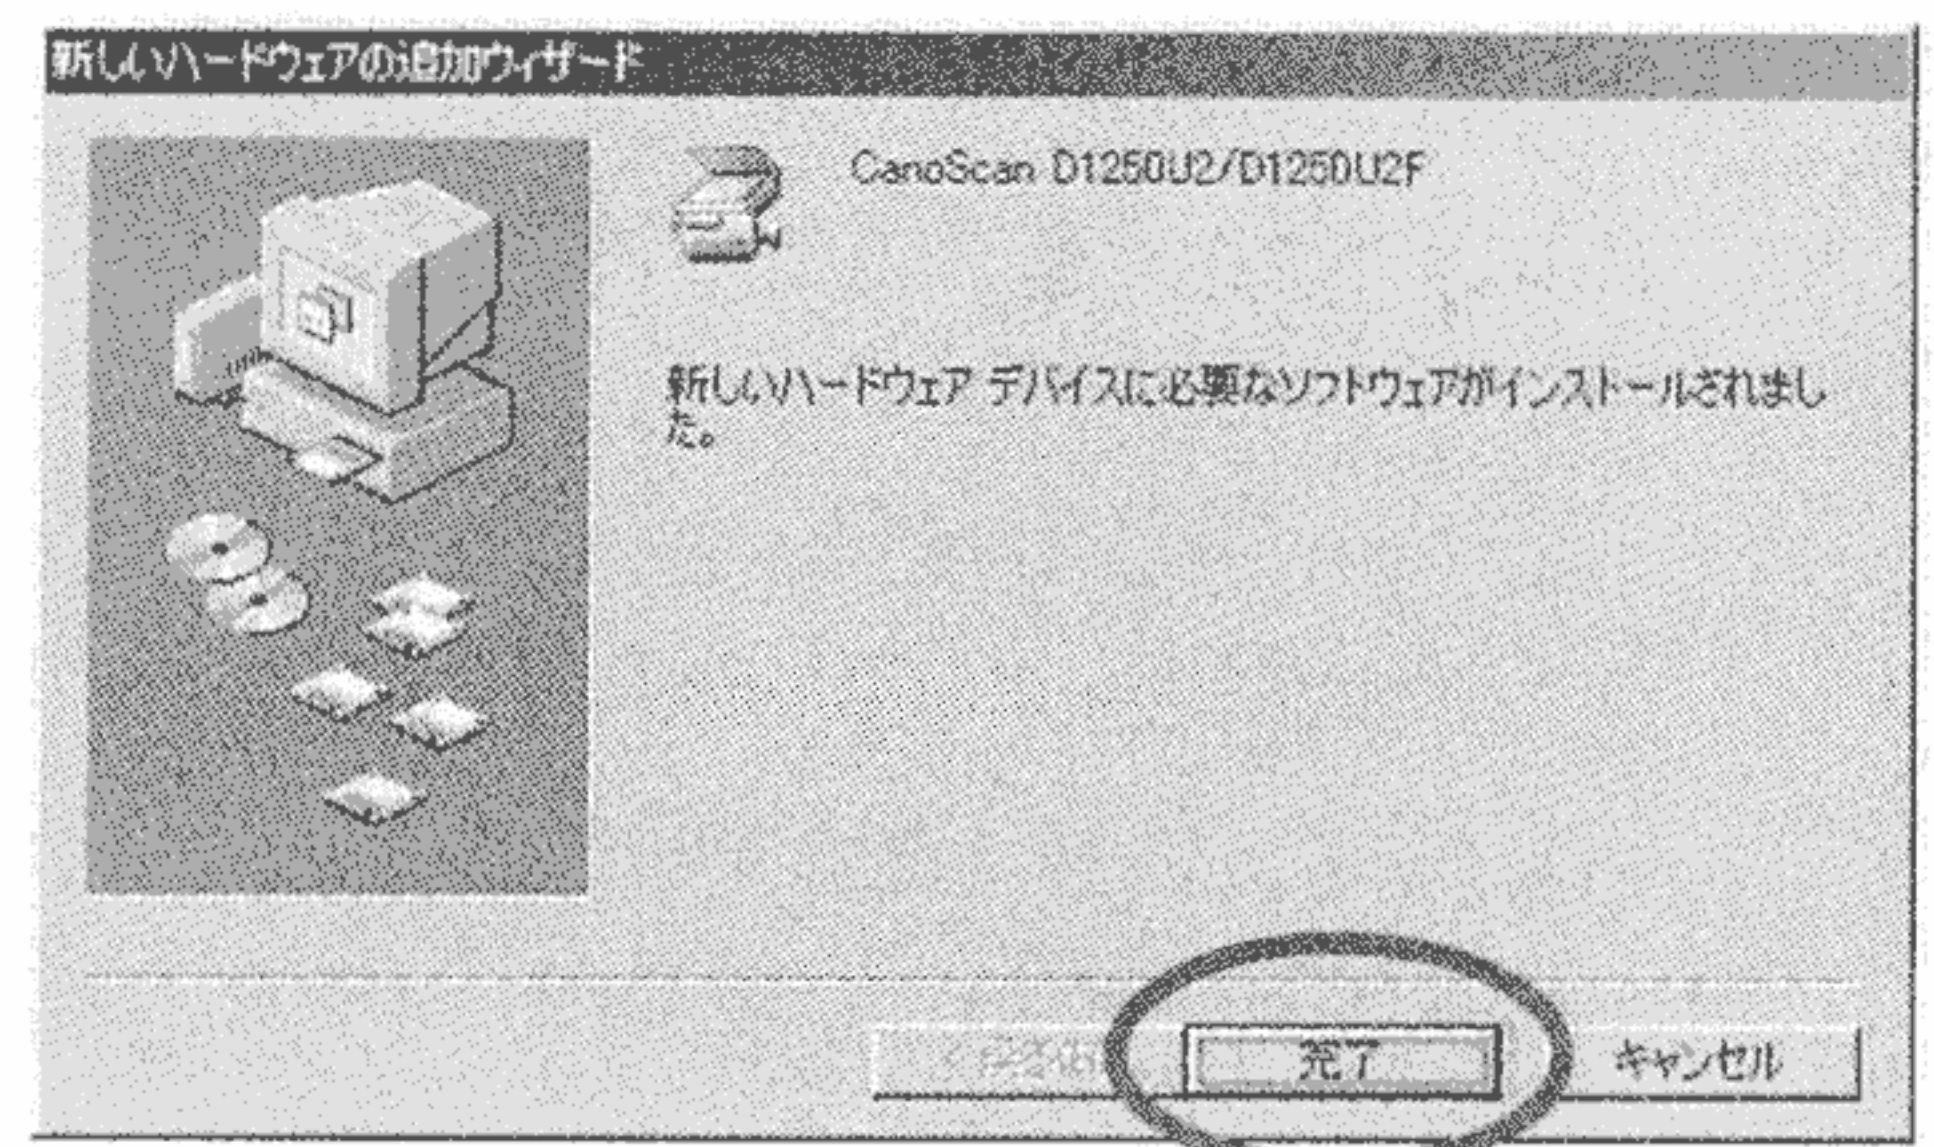 新しいハードウェアの追加ウィザード
CanoScan D1250U2/D1250U2F
新しいハードウェア デバイスに必要なソフトウェアがインストールされまし
た。
完了
キャンセル